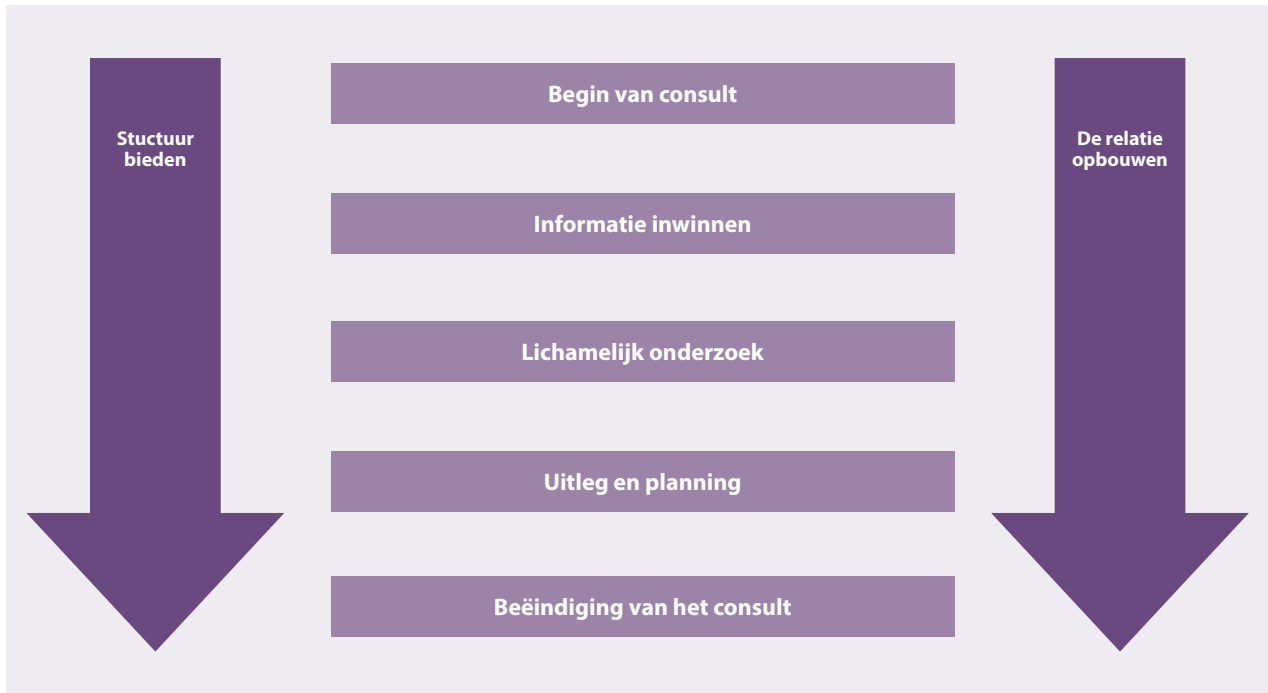 Stuctuur
bieden
Begin van consult
Informatie inwinnen
Lichamelijk onderzoek
Uitleg en planning
Beëindiging van het consult
De relatie
opbouwen